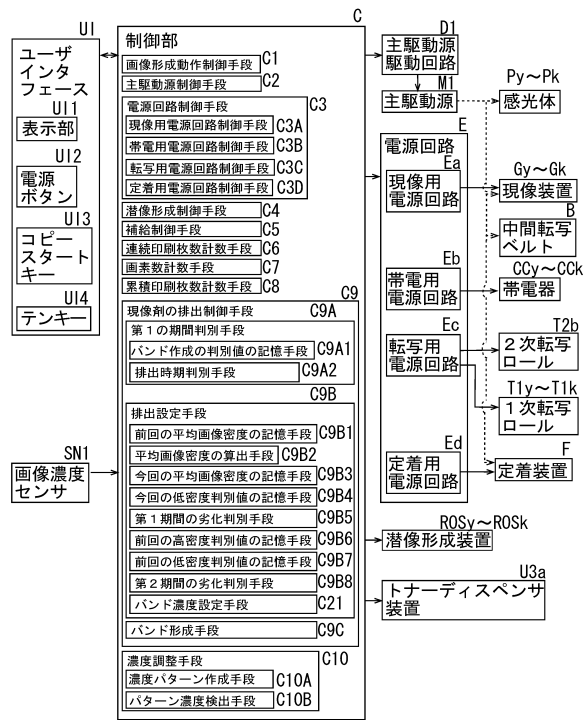 UI
ユーザ
インタ
フェース
UI1
表示部
UI2
電源
ボタン
UI3
コピー
スタート
キー
UI4
テンキー
SN1
画像濃度
センサ
C
制御部
画像形成動作制御手段
C1
主駆動源制御手段
C2
電源回路制御手段
C3
現像用電源回路制御手段
C3A
帯電用電源回路制御手段
C3B
転写用電源回路制御手段
C3C
定着用電源回路制御手段
C3D
潜像形成制御手段
C4
補給制御手段
C5
連続印刷枚数計数手段
C6
画素数計数手段
C7
累積印刷枚数計数手段
C8
C9
現像剤の排出制御手段
C9A
第1の期間判別手段
バンド作成の判別値の記憶手段
C9A1
排出時期判別手段
C9A2
C9B
排出設定手段
前回の平均画像密度の記憶手段
C9B1
平均画像密度の算出手段
C9B2
今回の平均画像密度の記憶手段
C9B3
今回の低密度判別値の記憶手段
C9B4
第1期間の劣化判別手段
C9B5
前回の高密度判別値の記憶手段
C9B6
前回の低密度判別値の記憶手段
C9B7
第2期間の劣化判別手段
C9B8
バンド濃度設定手段
C21
バンド形成手段
C9C
濃度調整手段
C10
濃度パターン作成手段
C10A
パターン濃度検出手段
C10B
D1
主駆動源
駆動回路
M1
主駆動源
Py~Pk
感光体
E
電源回路
Ea
現像用
電源回路
Gy~Gk
現像装置
B
中間転写
ベルト
Eb
帯電用
電源回路
CCy~CCk
帯電器
Ec
転写用
電源回路
T2b
2次転写
ロール
T1y~T1k
1次転写
ロール
Ed
定着用
電源回路
F
定着装置
ROSy~ROSk
潜像形成装置
U3a
トナーディスペンサ
装置